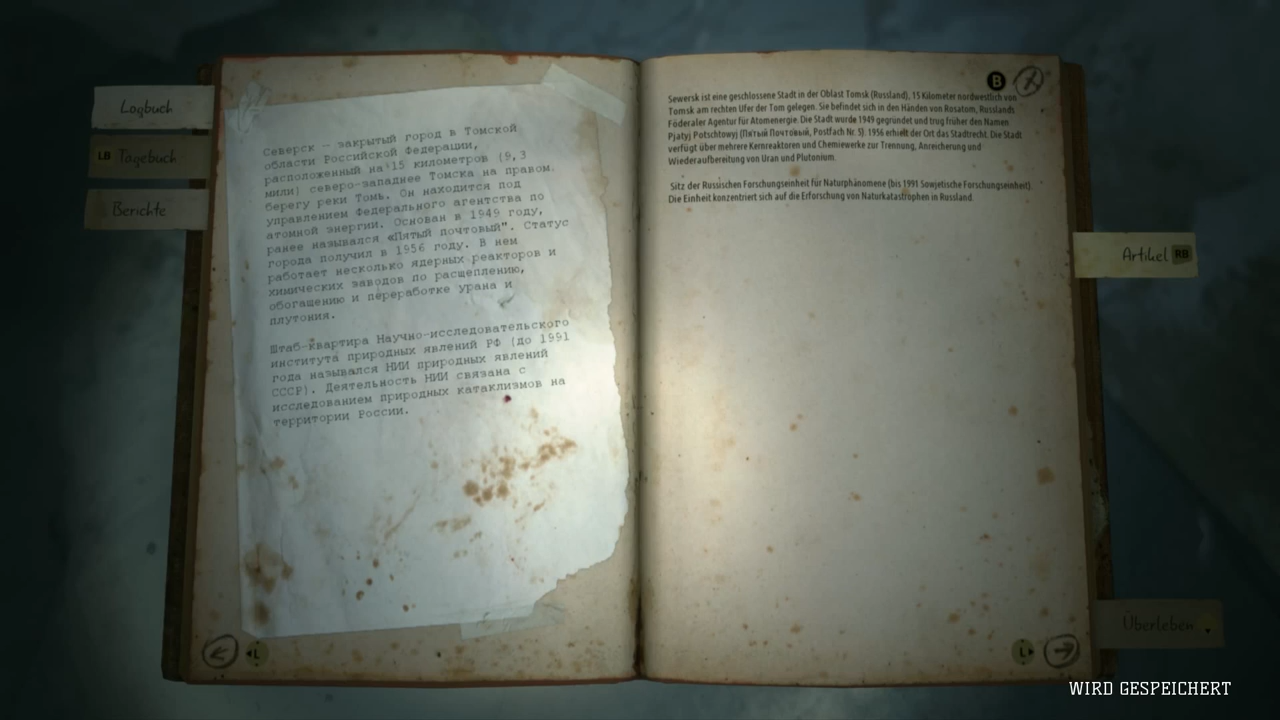 Logbuch
LB Tagebuch
Berichte
Северск – закрытый город в Томской
области Российской Федерации,
расположенный на 15 километров (9,3
мили) северо-западнее Томска на правом.
берегу реки Томь. Он находится под
управлением Федерального агентства по
атомной энергии. Основан в 1949 году,
ранее назывался «Пятый почтовый". Статус
города получил в 1956 году. В нем
работает несколько ядерных реакторов и
химических заводов по расщеплению,
обогащению и переработке урана и
плутония.
Штаб-квартира Научно-исследовательского
института природных явлений РФ (до 1991
года назывался НИИ природных явлений
СССР). Деятельность НИИ связана с
исследованием природных катаклизмов на
территории России.
L
B
Sewersk ist eine geschlossene Stadt in der Oblast Tomsk (Russland), 15 Kilometer nordwestlich von
Tomsk am rechten Ufer der Tom gelegen. Sie befindet sich in den Händen von Rosatom, Russlands
Föderaler Agentur für Atomenergie. Die Stadt wurde 1949 gegründet und trug früher den Namen
Pjatyj Potschtowyj (Пятый Почтовый, Postfach Nr. 5). 1956 erhielt der Ort das Stadtrecht. Die Stadt
verfügt über mehrere Kernreaktoren und Chemiewerke zur Trennung, Anreicherung und
Wiederaufbereitung von Uran und Plutonium.
Sitz der Russischen Forschungseinheit für Naturphänomene (bis 1991 Sowjetische Forschungseinheit).
Die Einheit konzentriert sich auf die Erforschung von Naturkatastrophen in Russland.
Artikel RB
Überleben
L
WIRD GESPEICHERT